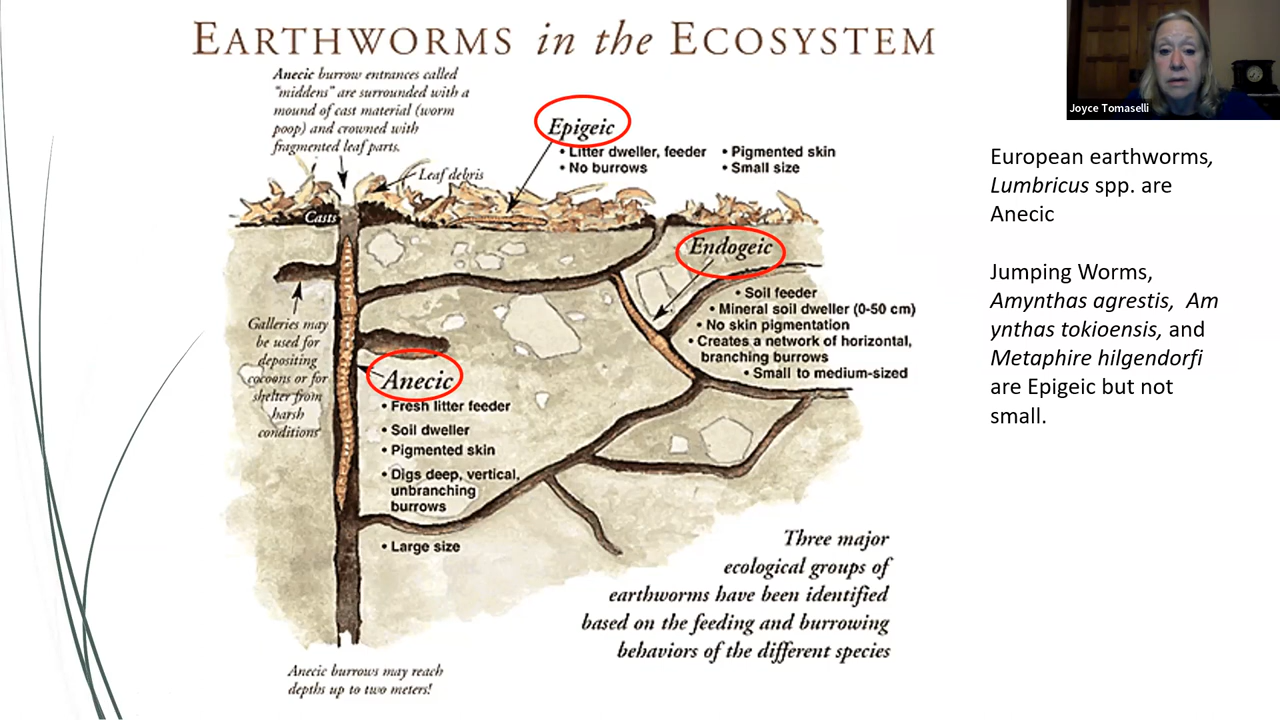 EARTHWORMS in the ECOSYSTEM
Anecic burrow entrances called
"middens" are surrounded with a
mound of cast material (worm
poop) and crowned with
fragmented leaf parts.
Leaf debris
Casts
Epigeic
• Litter dweller, feeder
• No burrows
• Pigmented skin
• Small size
Endogeic
• Soil feeder
• Mineral soil dweller (0-50 cm)
• No skin pigmentation
• Creates a network of horizontal,
branching burrows
• Small to medium-sized
Galleries may
be used for
depositing
cocoons or for
shelter from
harsh
conditions
Anecic
• Fresh litter feeder
• Soil dweller
• Pigmented skin
• Digs deep, vertical,
unbranching
burrows
• Large size
Three major
ecological groups of
earthworms have been identified
based on the feeding and burrowing
behaviors of the different species
Anecic burrows may reach
depths up to two meters!
Joyce Tomaselli
European earthworms,
Lumbricus spp. are
Anecic
Jumping Worms,
Amynthas agrestis, Am
ynthas tokioensis, and
Metaphire hilgendorfi
are Epigeic but not
small.